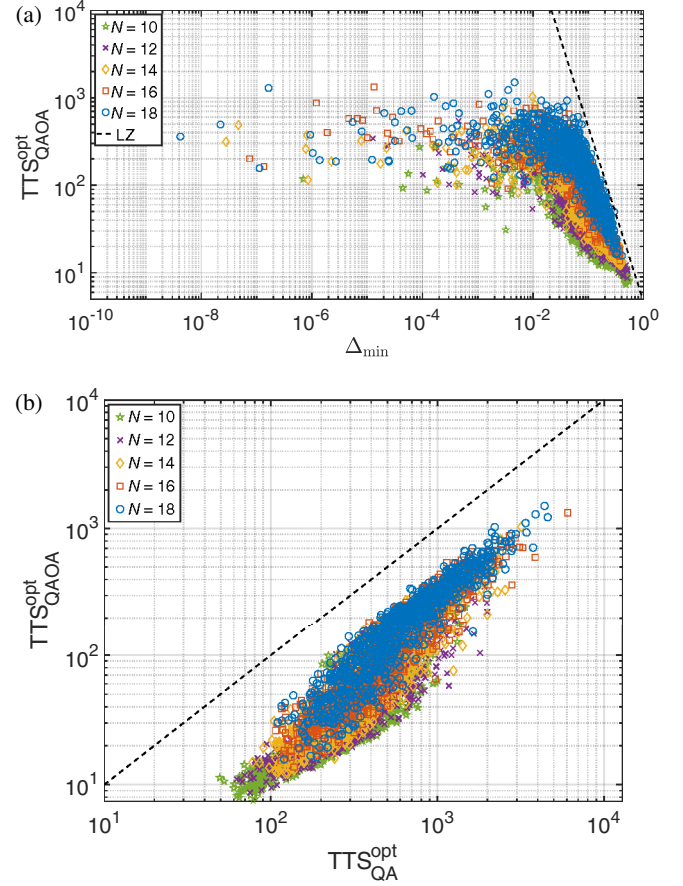 (a)
10^4
10^3
10^2
10^1
TTS^opt_QAOA
N = 10
N = 12
N = 14
N = 16
N = 18
LZ
10^-10 10^-8 10^-6 10^-4 10^-2 10^0
Δ_min
(b)
10^4
10^3
10^2
10^1
TTS^opt_QAOA
N = 10
N = 12
N = 14
N = 16
N = 18
10^1 10^2 10^3 10^4
TTS^opt_QA